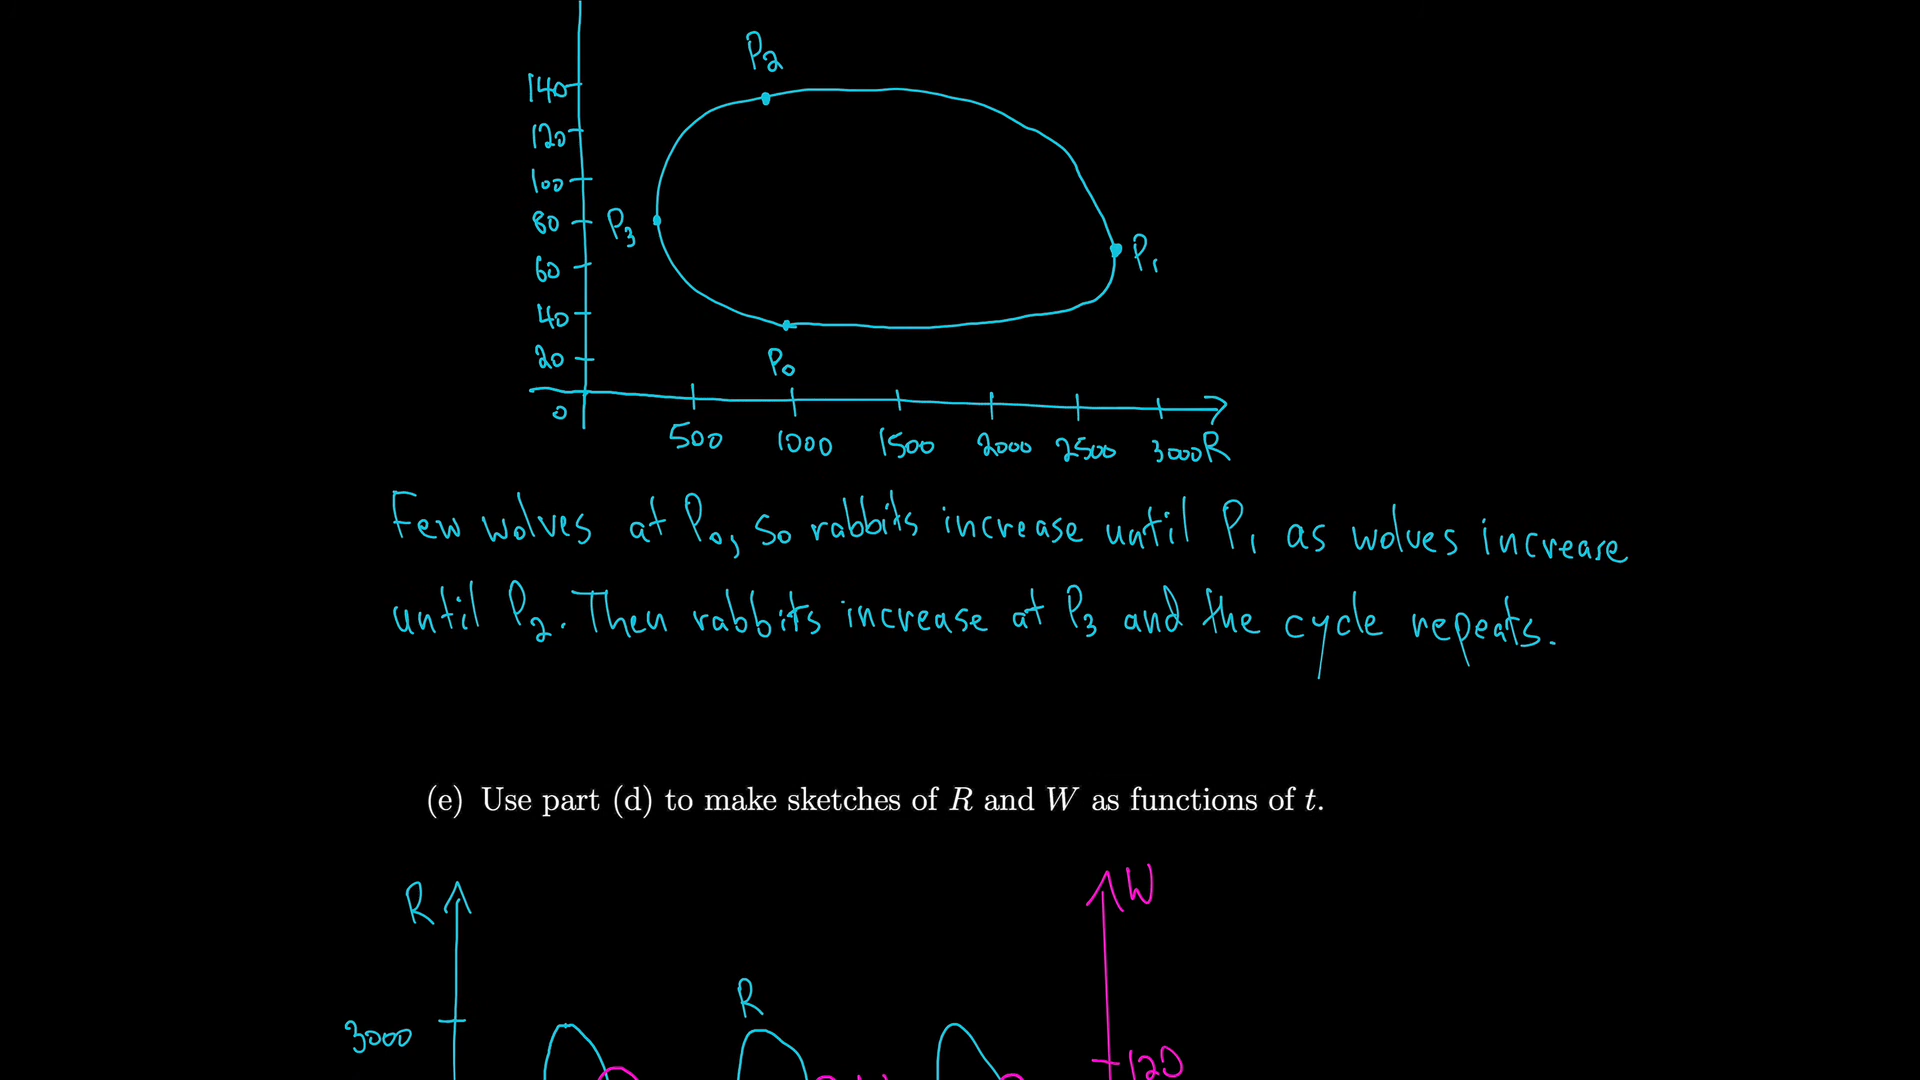 P₂
140
120
100
80 P₃
P₁
60
40
20
P₀
0
500 1000 1500 2000 2500 3000 R
Few wolves at P₀, so rabbits increase until P₁ as wolves increase
until P₂. Then rabbits increase at P₃ and the cycle repeats.
(e) Use part (d) to make sketches of R and W as functions of t.
R W
R
3000
120